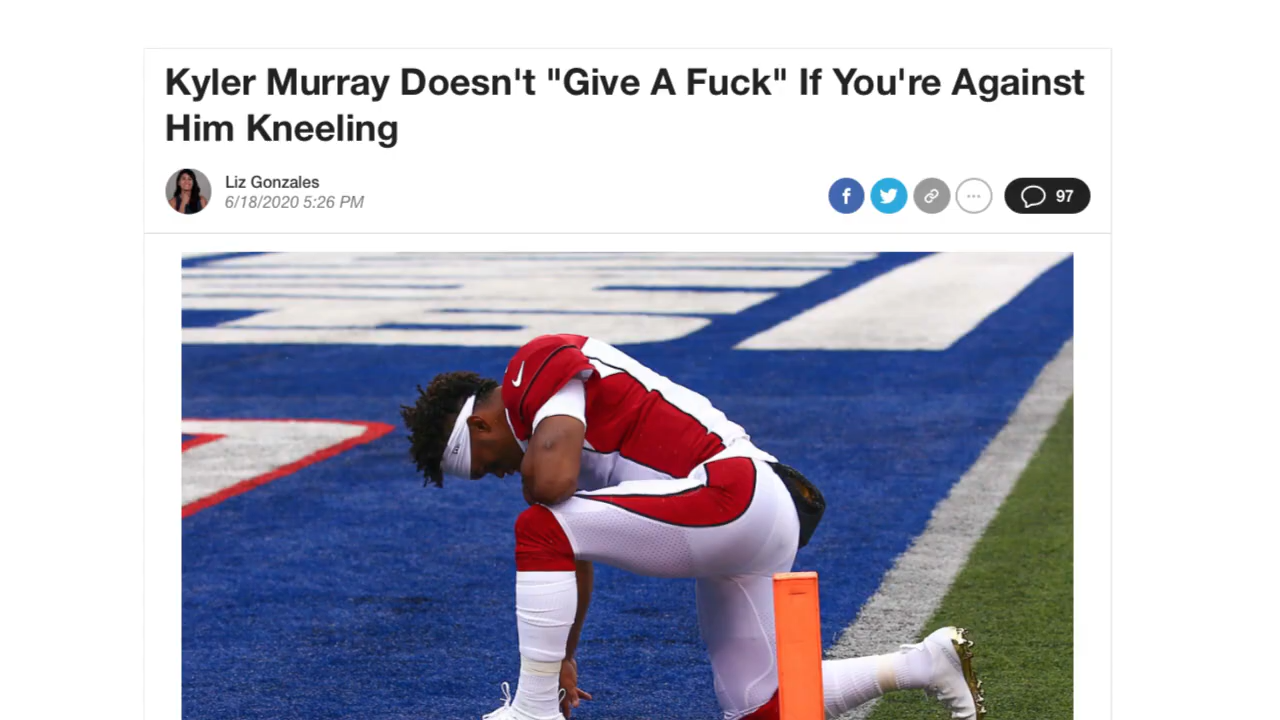 Kyler Murray Doesn't "Give A Fuck" If You're Against
Him Kneeling
Liz Gonzales
6/18/2020 5:26 PM
97